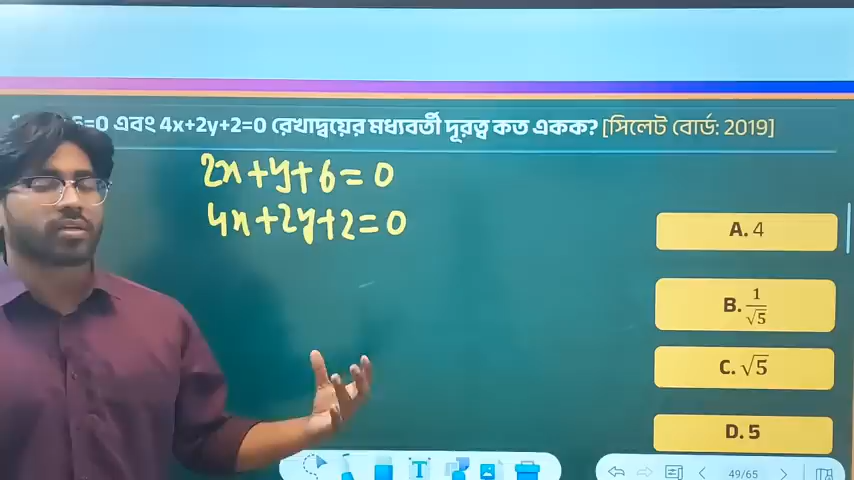 =0 এবং 4x+2y+2=0 রেখাদ্বয়ের মধ্যবর্তী দূরত্ব কত একক? [সিলেট বোর্ড: 2019]
2x+y+6=0
4x+2y+2=0
A. 4
B. 1/√5
C. √5
D. 5
T
49/65